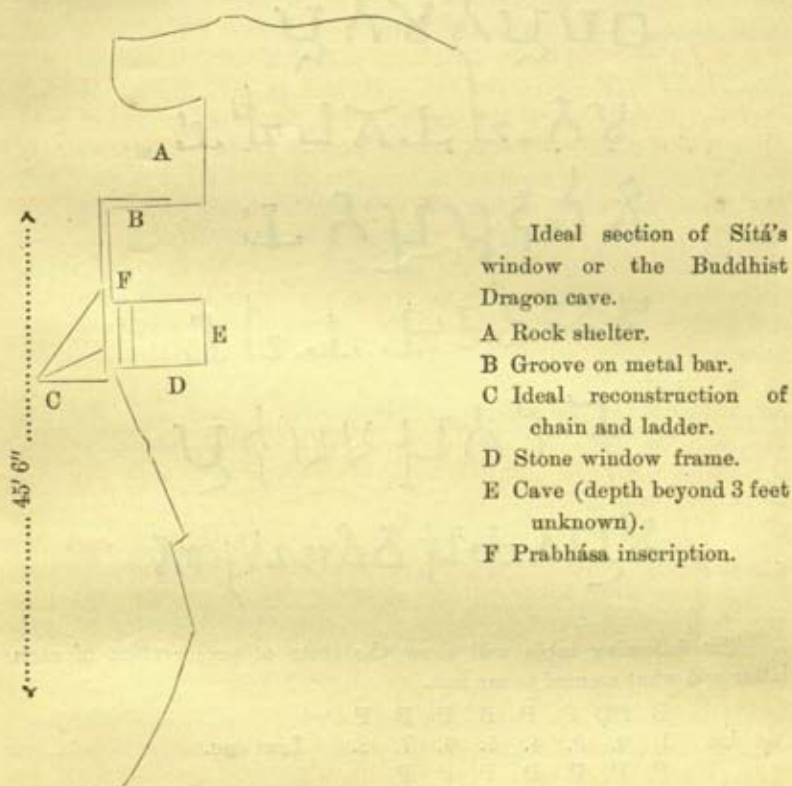 A
B
F
E
D
C
45' 6"
Ideal section of Sítá's
window or the Buddhist
Dragon cave.
A Rock shelter.
B Groove on metal bar.
C Ideal reconstruction of
chain and ladder.
D Stone window frame.
E Cave (depth beyond 3 feet
unknown).
F Prabhása inscription.